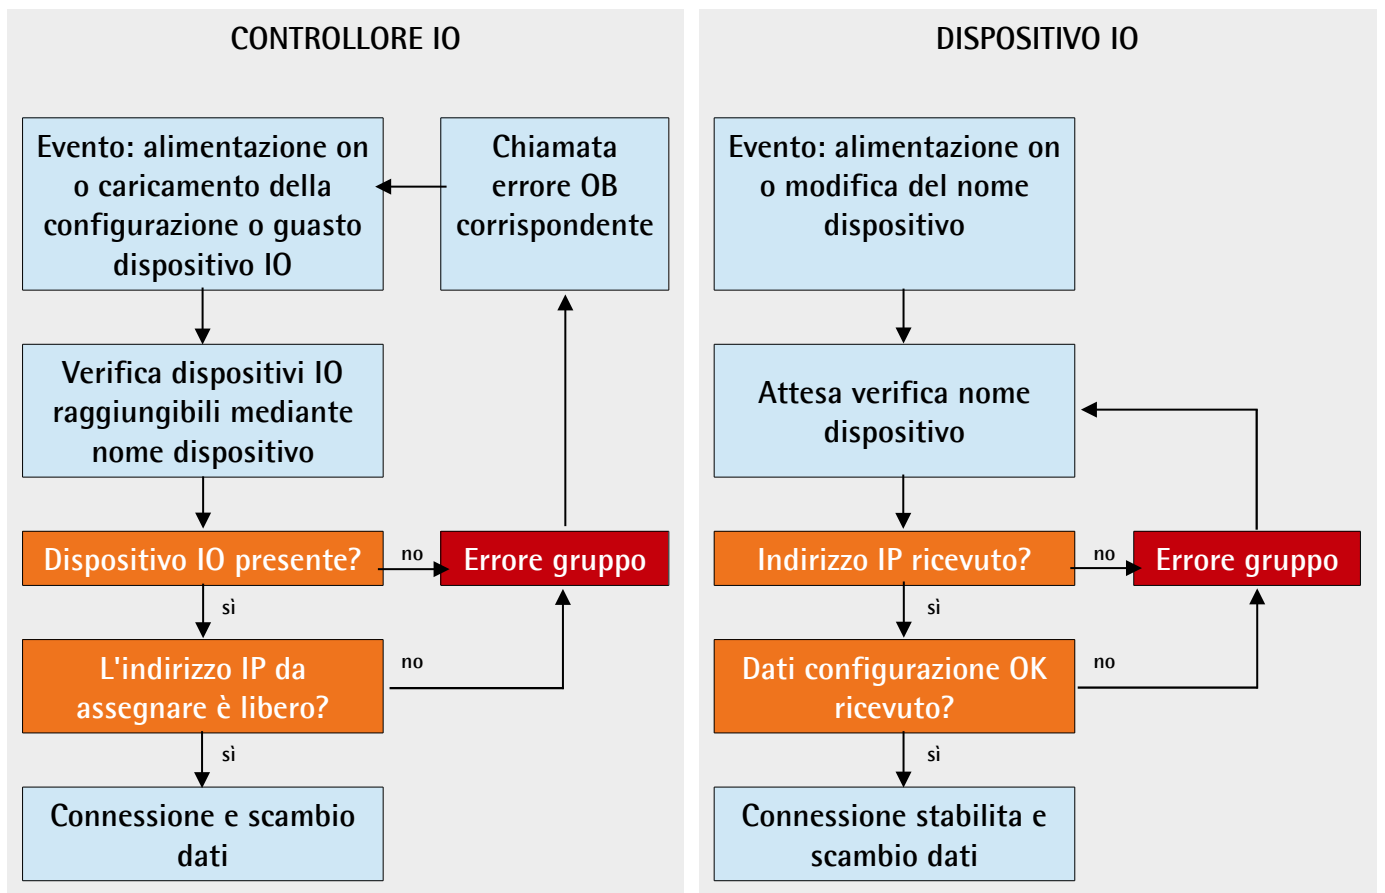 CONTROLLORE IO
Evento: alimentazione on
o caricamento della
configurazione o guasto
dispositivo IO
Chiamata
errore OB
corrispondente
Verifica dispositivi IO
raggiungibili mediante
nome dispositivo
Dispositivo IO presente?
no
Errore gruppo
sì
L'indirizzo IP da
assegnare è libero?
no
sì
Connessione e scambio
dati
DISPOSITIVO IO
Evento: alimentazione on
o modifica del nome
dispositivo
Attesa verifica nome
dispositivo
Indirizzo IP ricevuto?
no
Errore gruppo
sì
Dati configurazione OK
ricevuto?
no
sì
Connessione stabilita e
scambio dati